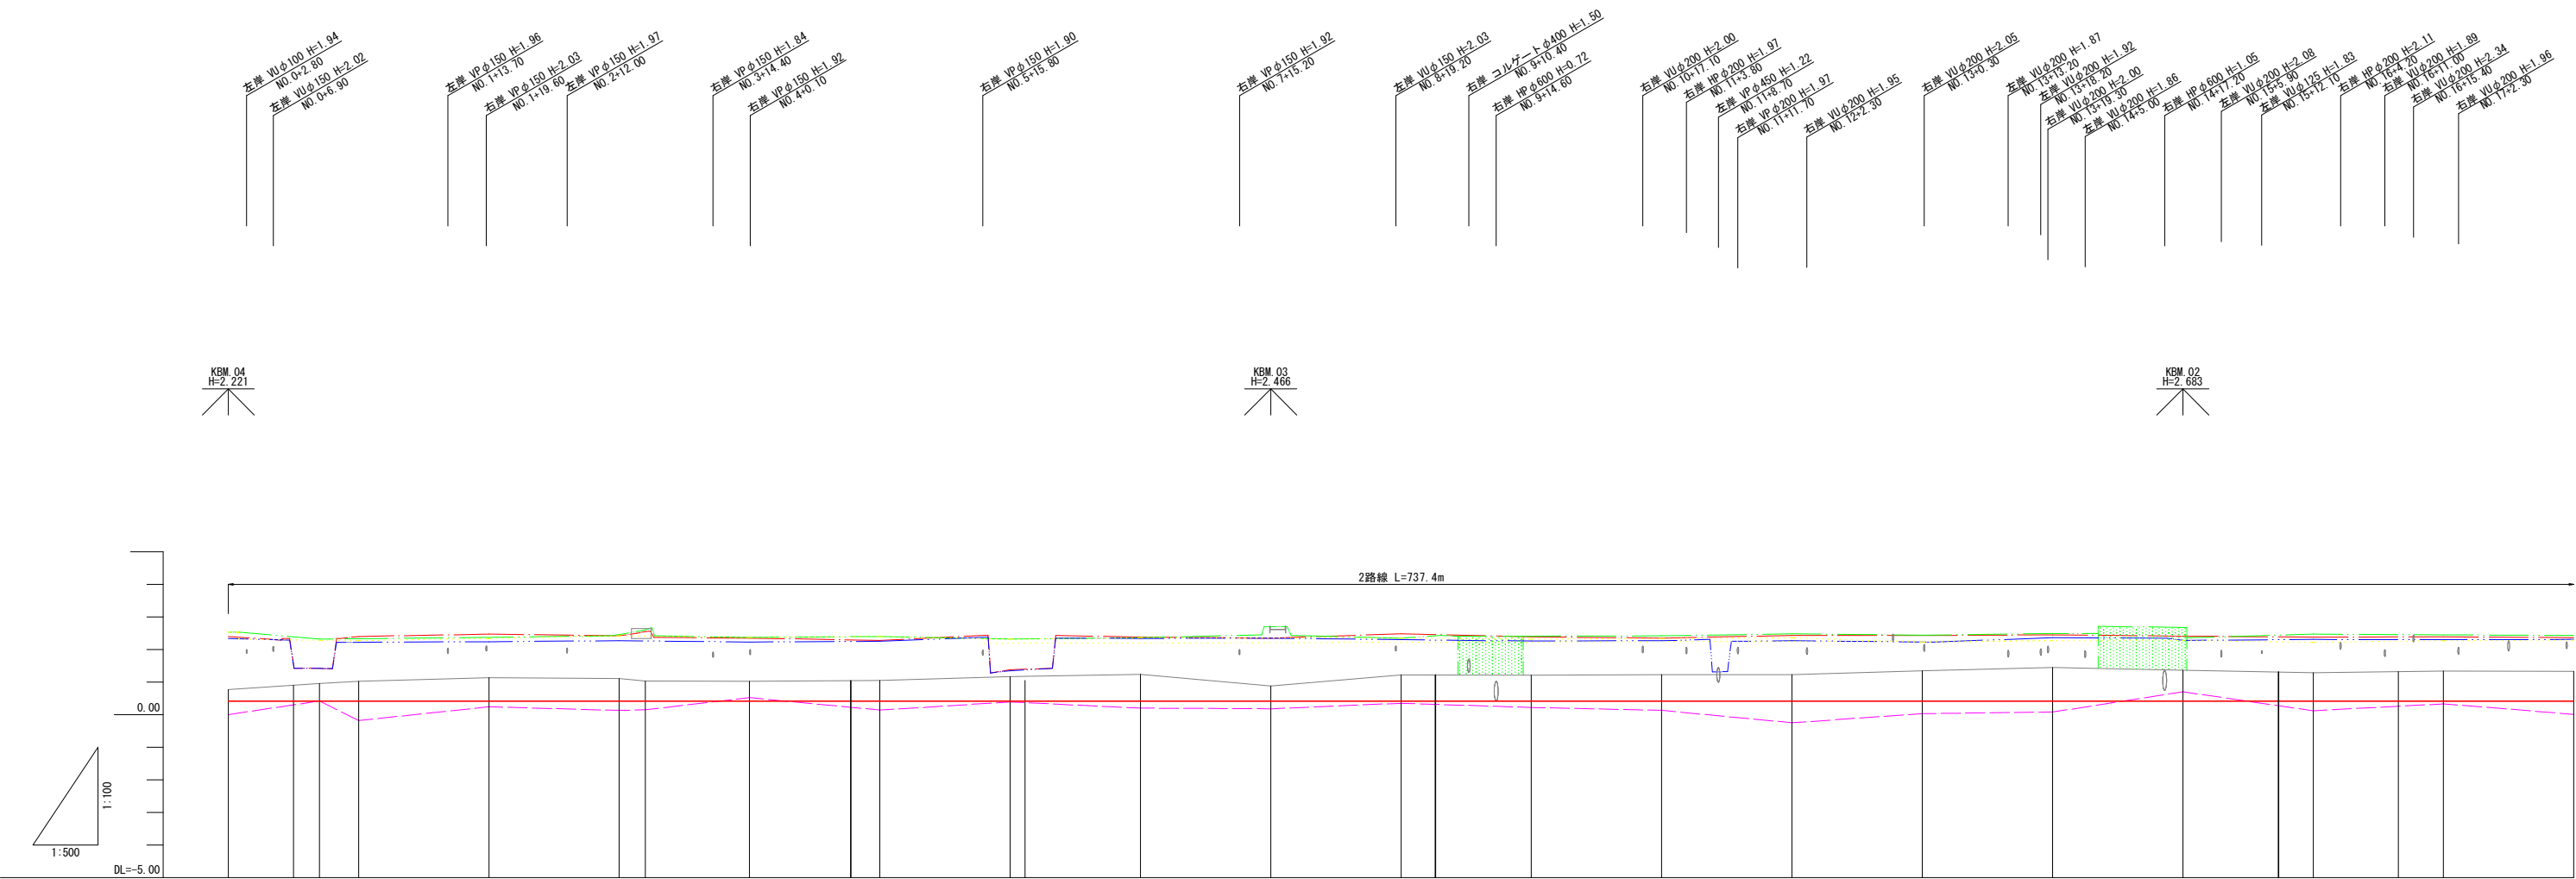 左岸 VUφ100 H=1.94
NO.0+2.80
左岸 VUφ150 H=2.02
NO.0+6.90
左岸 VPφ150 H=1.96
NO.1+13.70
右岸 VPφ150 H=2.03
NO.1+19.60
左岸 VPφ150 H=1.97
NO.2+12.00
右岸 VPφ150 H=1.84
NO.3+14.40
右岸 VPφ150 H=1.92
NO.4+0.10
右岸 VPφ150 H=1.90
NO.5+15.80
右岸 VPφ150 H=1.92
NO.7+15.20
左岸 VUφ150 H=2.03
NO.8+19.20
右岸 コルゲートφ400 H=1.50
NO.9+10.40
右岸 HPφ600 H=0.72
NO.9+14.60
右岸 VUφ200 H=2.00
NO.10+17.10
右岸 HPφ200 H=1.97
NO.11+3.80
左岸 VPφ450 H=1.22
NO.11+8.70
右岸 VPφ200 H=1.97
NO.11+11.70
右岸 VUφ200 H=1.95
NO.12+2.30
右岸 VUφ200 H=2.05
NO.13+0.30
左岸 VUφ200 H=1.87
NO.13+13.20
左岸 VUφ200 H=1.92
NO.13+18.20
右岸 VUφ200 H=2.00
NO.13+19.30
左岸 VUφ200 H=1.86
NO.14+5.00
右岸 HPφ600 H=1.05
NO.14+17.20
左岸 VUφ200 H=2.08
NO.15+5.90
左岸 VUφ125 H=1.83
NO.15+12.10
右岸 HPφ200 H=2.11
NO.16+4.20
右岸 VUφ200 H=1.89
NO.16+11.00
右岸 VUφ200 H=2.34
NO.16+15.40
右岸 VUφ200 H=1.96
NO.17+2.30
KBM.04
H=2.221
KBM.03
H=2.466
KBM.02
H=2.683
2路線 L=737.4m
0.00
1:100
1:500
DL=-5.00